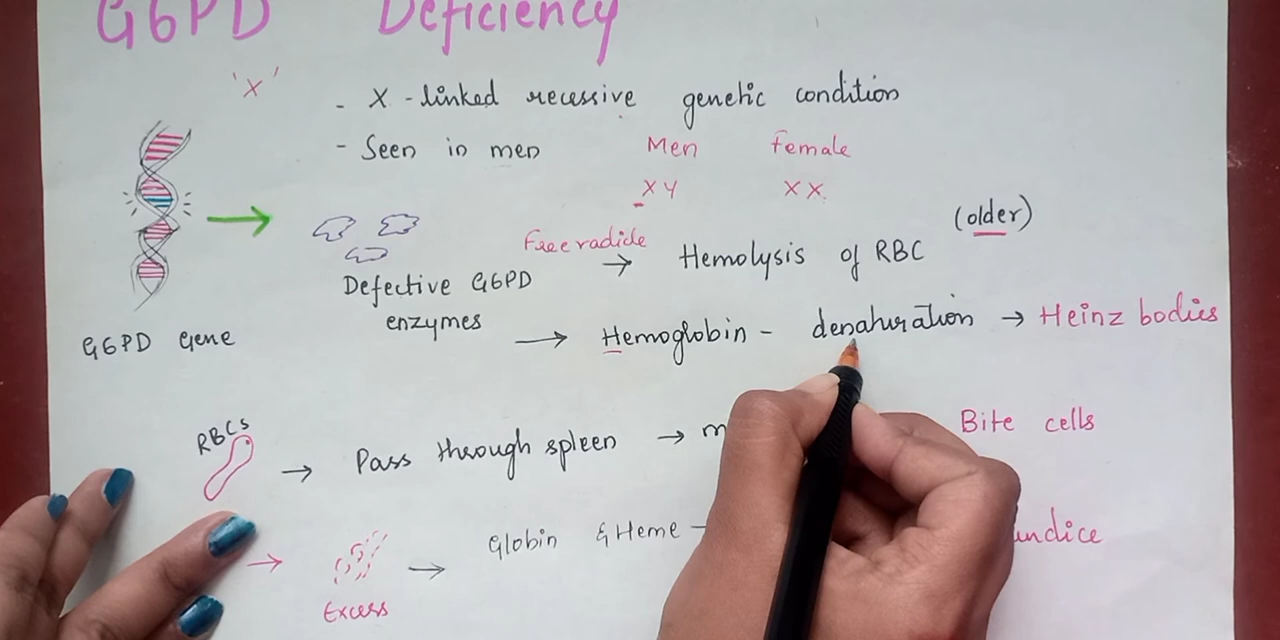 G6PD Deficiency
'X'
- X-linked recessive genetic condition
- Seen in men
Men Female
XY XX
(older)
Free radicle
→ Hemolysis of RBC
Defective G6PD
enzymes
G6PD Gene
→ Hemoglobin - denaturation → Heinz bodies
RBCs
→ Pass through spleen → Bite cells
→ → Globin & Heme
Excess